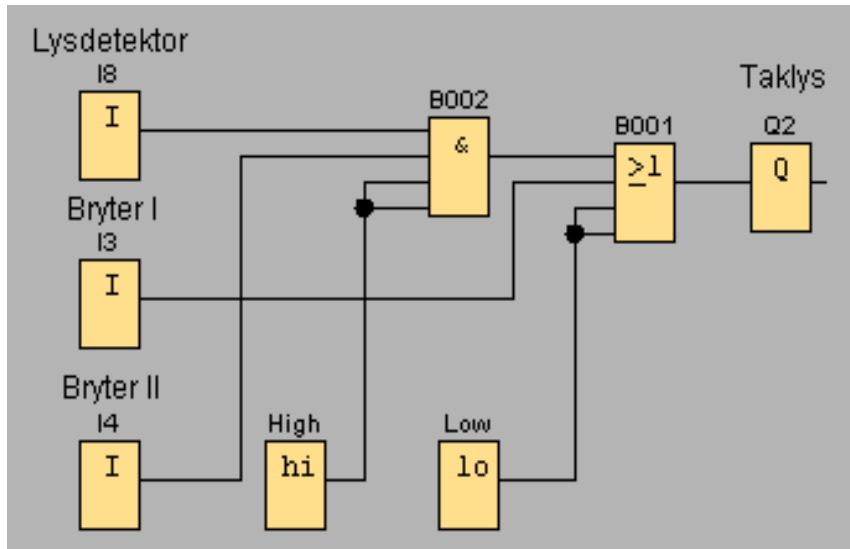 Lysdetektor
I8
I
Taklys
B002
&
B001
≥1
Q2
Q
Bryter I
I3
I
Bryter II
I4
I
High
hi
Low
lo